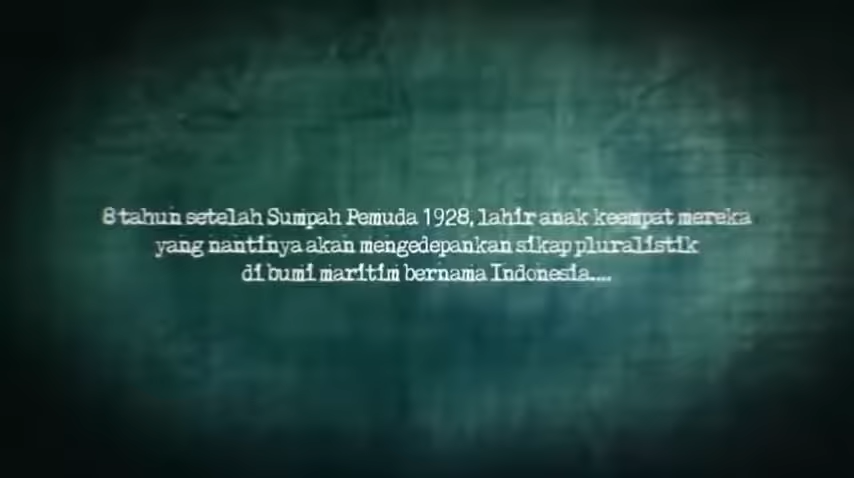 8 tahun setelah Sumpah Pemuda 1928, lahir anak keempat mereka
yang nantinya akan mengedepankan sikap pluralistik
di bumi maritim bernama Indonesia....